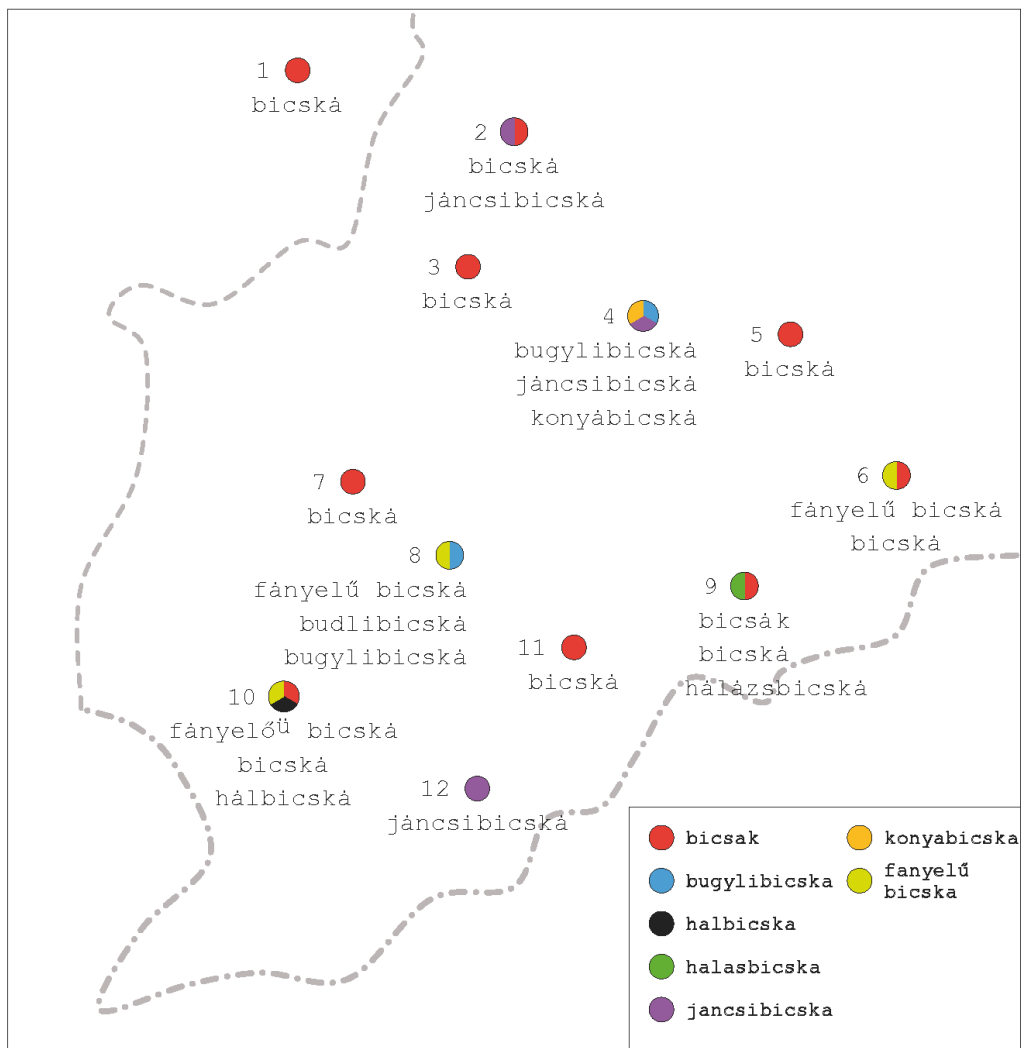 1
bicskȧ
2
bicskȧ
jȧncsibicskȧ
3
bicskȧ
4
bugylibicskȧ
jȧncsibicskȧ
konyȧbicskȧ
5
bicskȧ
6
fȧnyelű bicskȧ
bicskȧ
7
bicskȧ
8
fȧnyelű bicskȧ
budlibicskȧ
bugylibicskȧ
9
bicsȧk
bicskȧ
hȧlȧzsbicskȧ
10
fȧnyelőü bicskȧ
bicskȧ
hȧlbicskȧ
11
bicskȧ
12
jȧncsibicskȧ
bicsak
bugylibicska
halbicska
halasbicska
jancsibicska
konyabicska
fanyelű
bicska